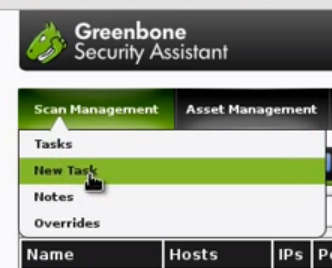 Greenbone
Security Assistant
Scan Management Asset Management
Tasks
New Task
Notes
Overrides
Name Hosts IPs